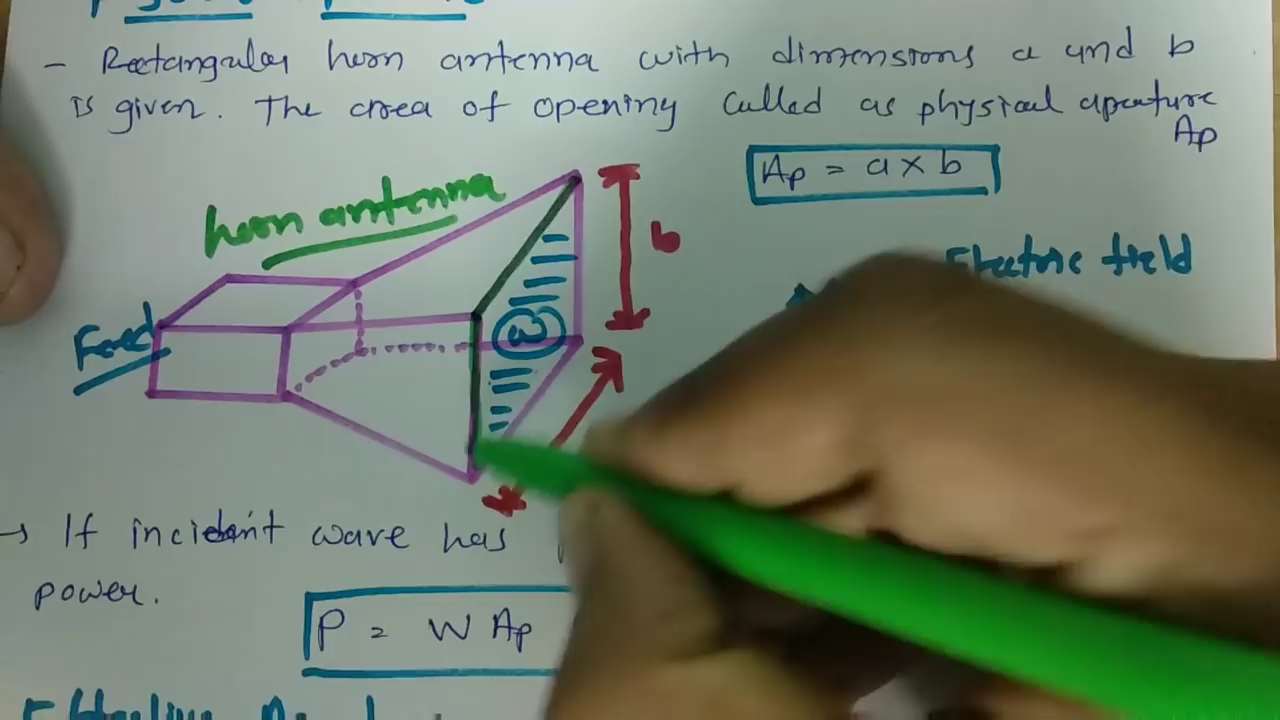 - Rectangular horn antenna with dimensions a and b
is given. The area of opening called as physical aperture
Ap
Ap = a x b
horn antenna
b
Electric field
Feed
a
→ If incident wave has
power.
P = W Ap